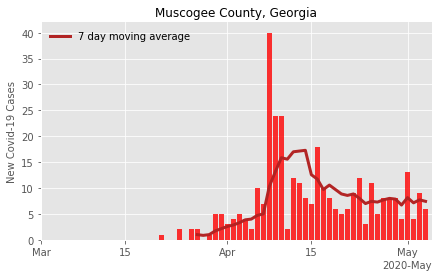 Muscogee County, Georgia
7 day moving average
New Covid-19 Cases
40
35
30
25
20
15
10
5
0
Mar
15
Apr
15
May
2020-May